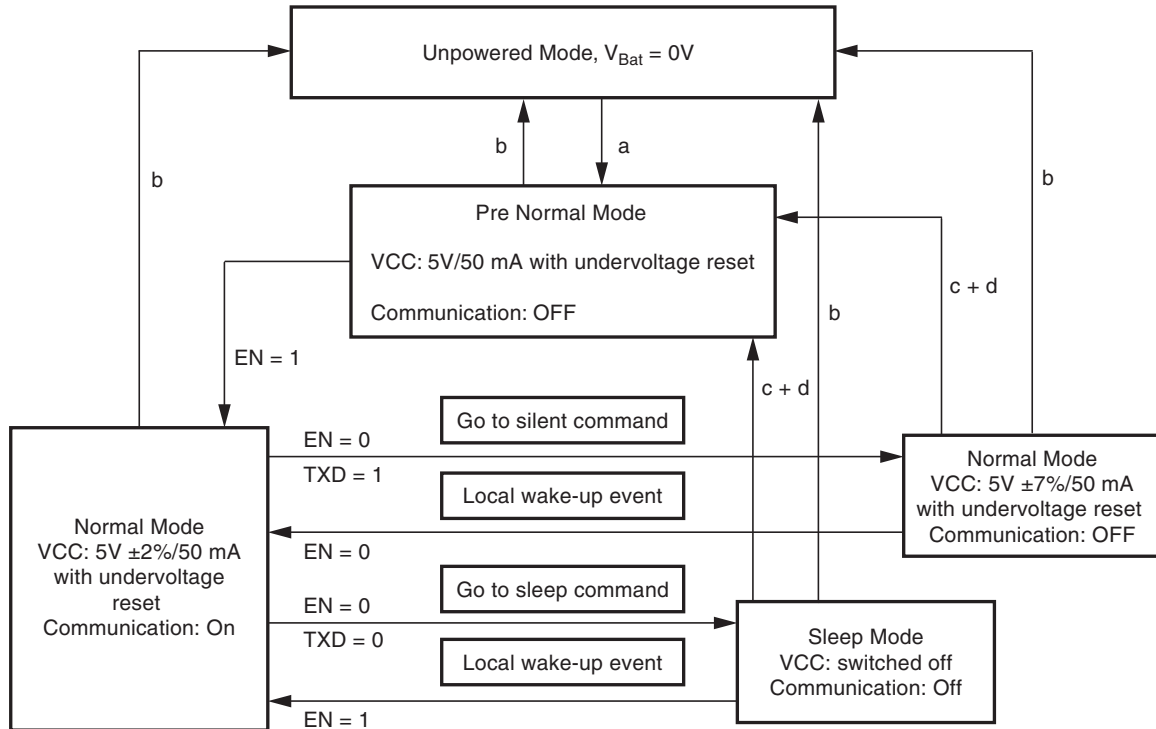 Unpowered Mode, VBat = 0V
b
a
b
b
Pre Normal Mode
VCC: 5V/50 mA with undervoltage reset
Communication: OFF
c + d
b
EN = 1
c + d
Go to silent command
EN = 0
TXD = 1
Local wake-up event
EN = 0
Normal Mode
VCC: 5V ±7%/50 mA
with undervoltage reset
Communication: OFF
Normal Mode
VCC: 5V ±2%/50 mA
with undervoltage
reset
Communication: On
Go to sleep command
EN = 0
TXD = 0
Local wake-up event
EN = 1
Sleep Mode
VCC: switched off
Communication: Off